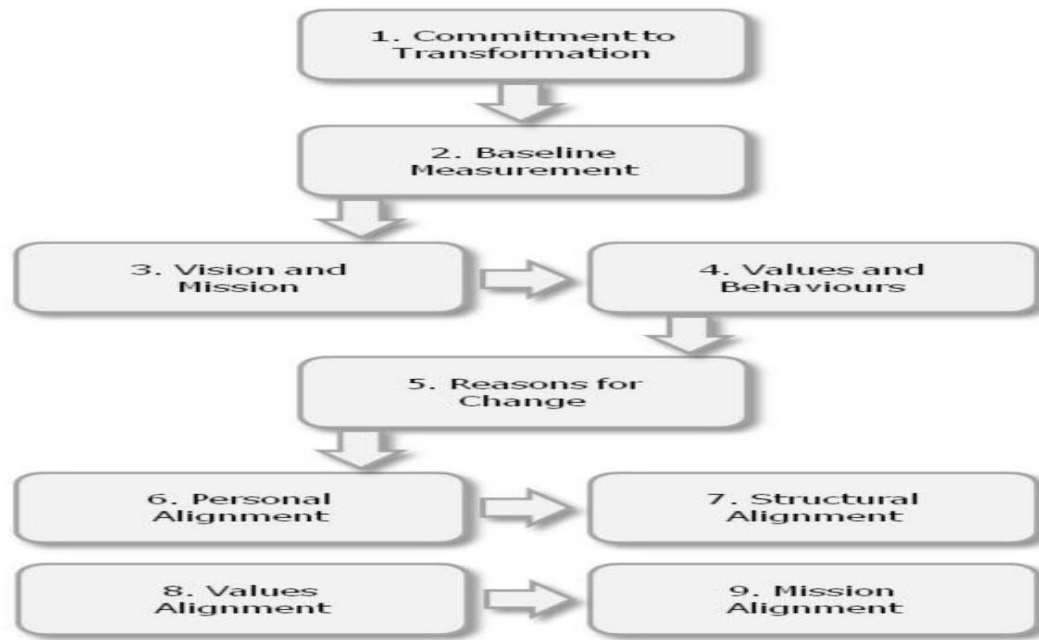 1. Commitment to
Transformation
2. Baseline
Measurement
3. Vision and
Mission
4. Values and
Behaviours
5. Reasons for
Change
6. Personal
Alignment
7. Structural
Alignment
8. Values
Alignment
9. Mission
Alignment